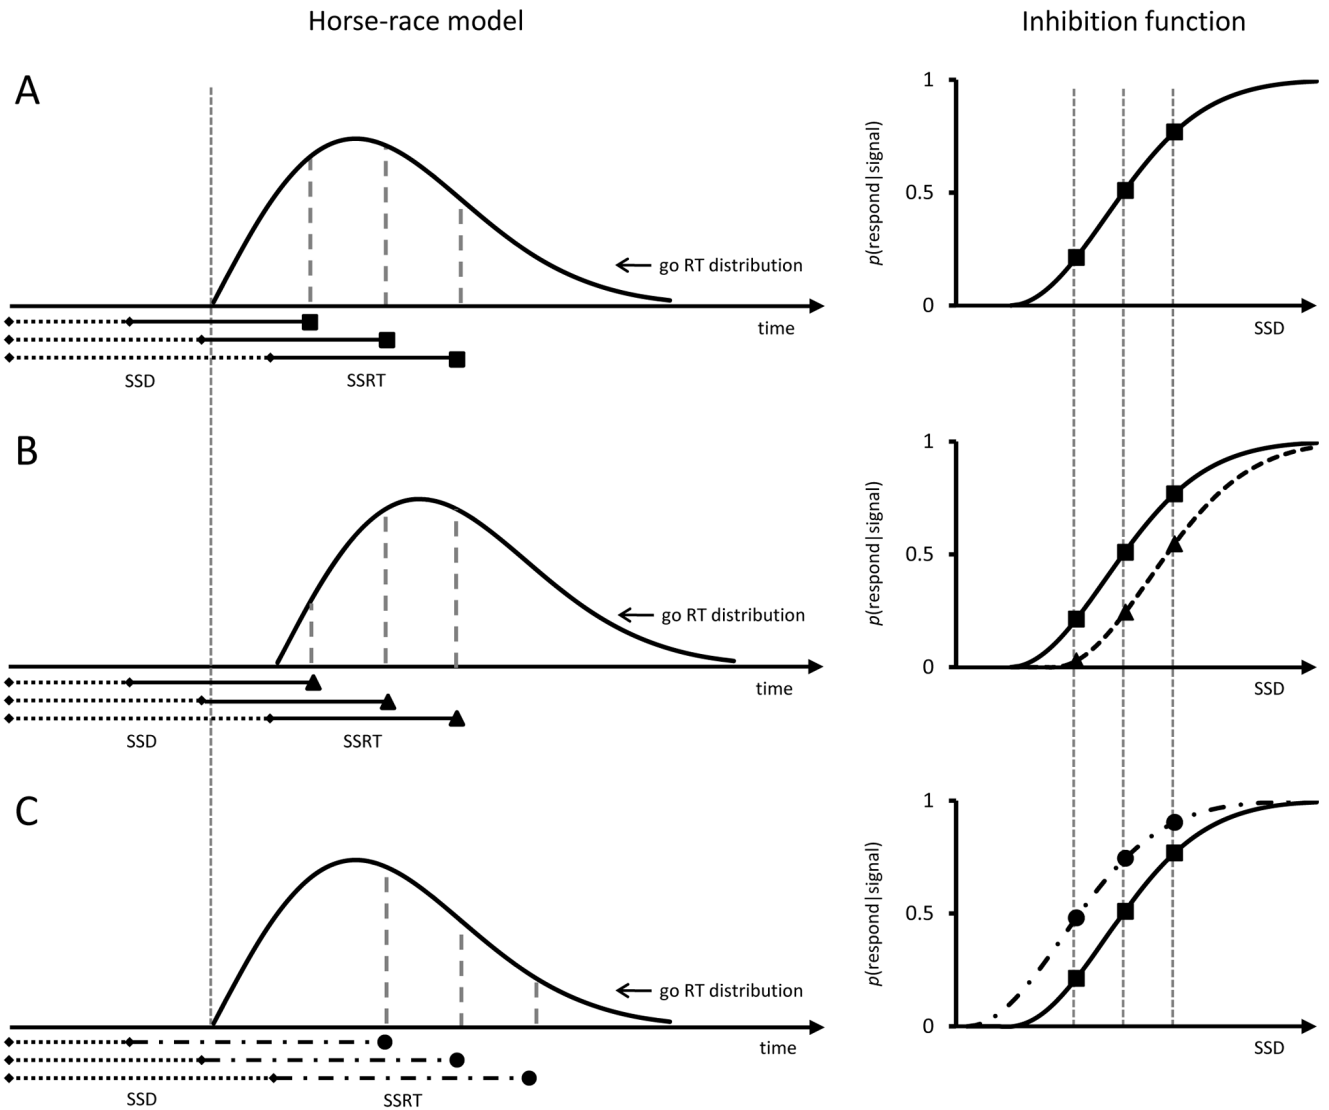 Horse-race model
Inhibition function
A
go RT distribution
time
SSD
SSRT
1
0.5
0
p(respond|signal)
SSD
B
go RT distribution
time
SSD
SSRT
1
0.5
0
p(respond|signal)
SSD
C
go RT distribution
time
SSD
SSRT
1
0.5
0
p(respond|signal)
SSD